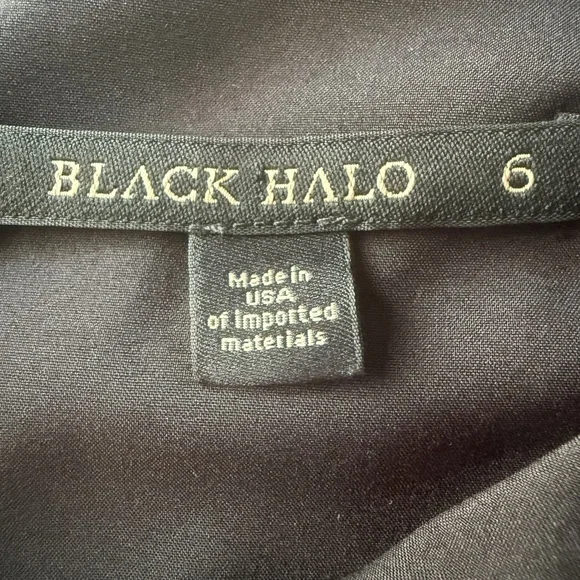 BLACK HALO 6
Made in
USA
of Imported
materials